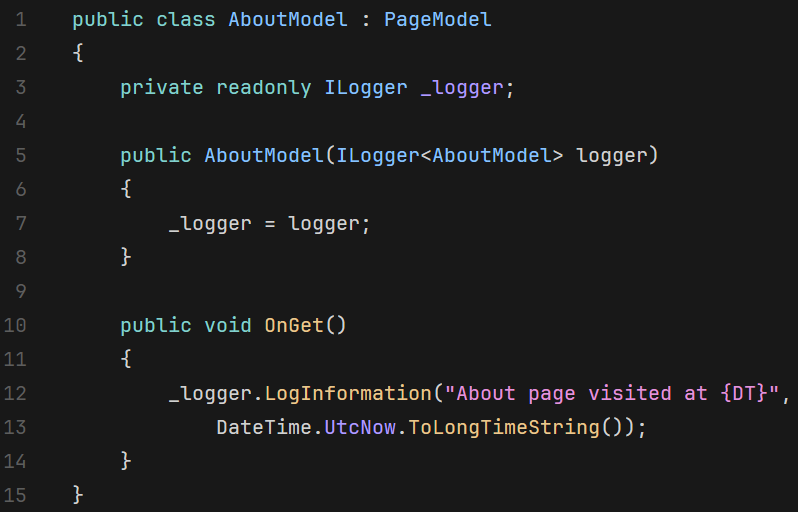 1 public class AboutModel : PageModel
2 {
3     private readonly ILogger _logger;
4
5     public AboutModel(ILogger<AboutModel> logger)
6     {
7         _logger = logger;
8     }
9
10     public void OnGet()
11     {
12         _logger.LogInformation("About page visited at {DT}",
13             DateTime.UtcNow.ToLongTimeString());
14     }
15 }